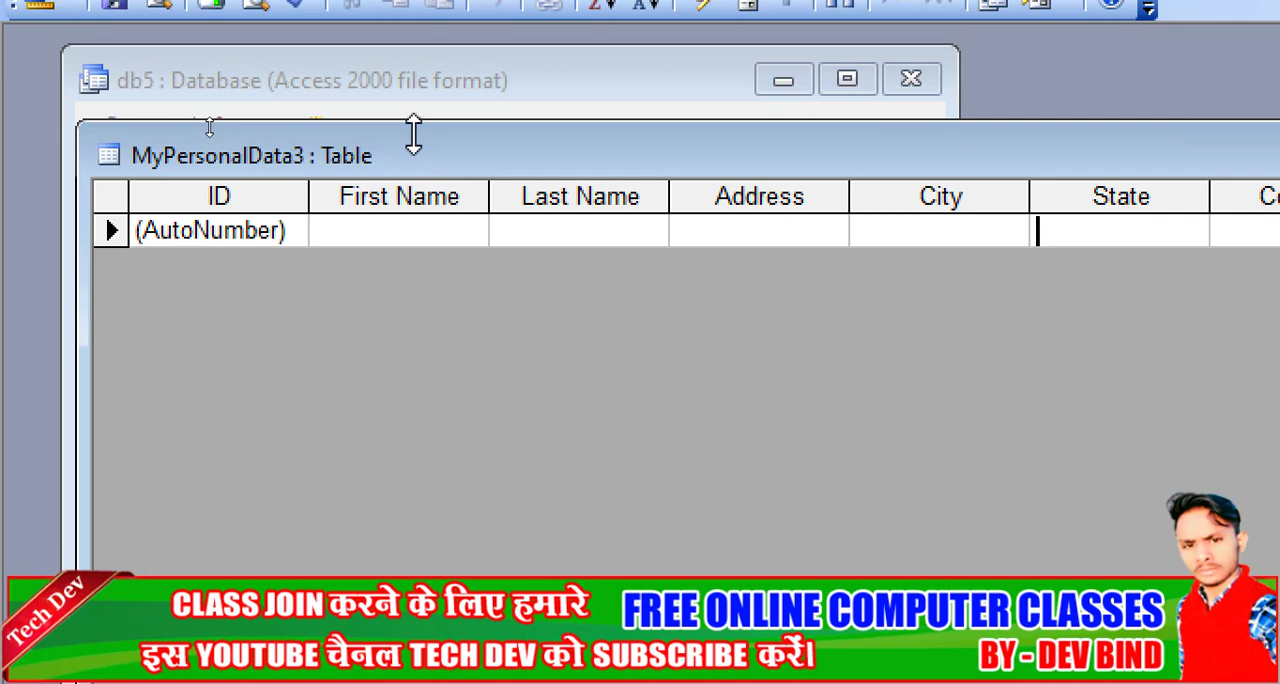 db5 : Database (Access 2000 file format)
MyPersonalData3 : Table
ID First Name Last Name Address City State
(AutoNumber)
Tech Dev
CLASS JOIN करने के लिए हमारे
इस YOUTUBE चैनल TECH DEV को SUBSCRIBE करें।
FREE ONLINE COMPUTER CLASSES
BY - DEV BIND